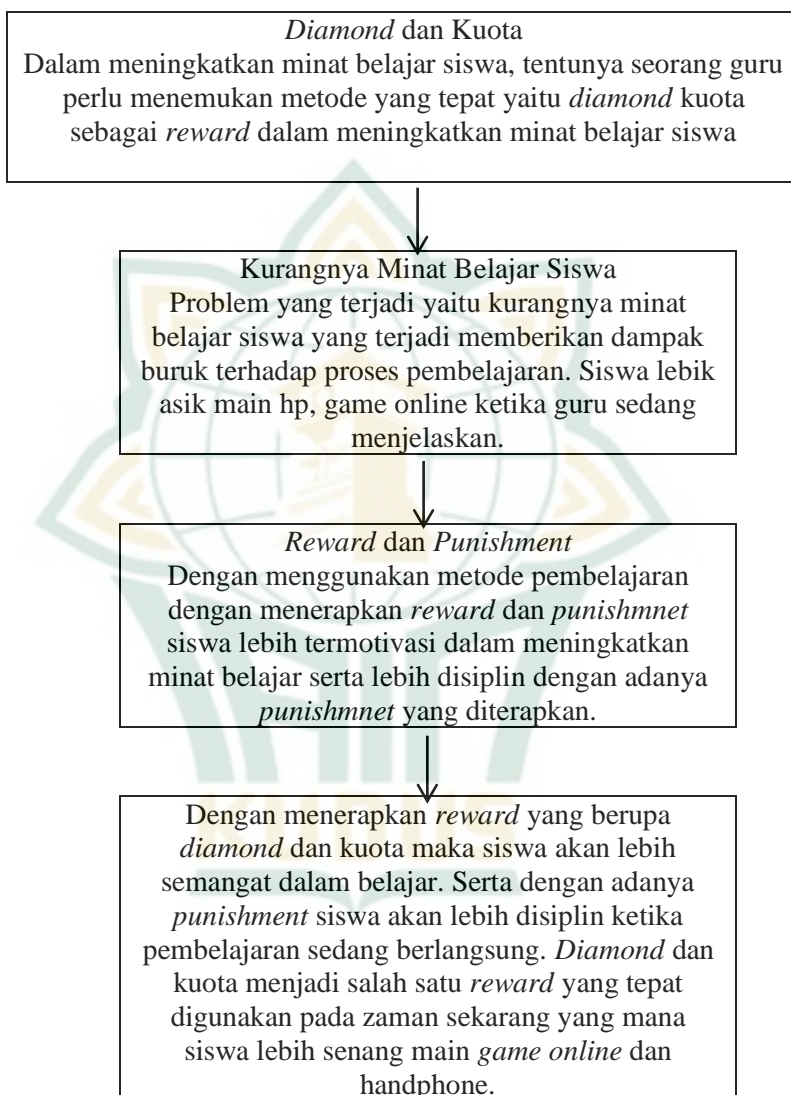 Diamond dan Kuota
Dalam meningkatkan minat belajar siswa, tentunya seorang guru
perlu menemukan metode yang tepat yaitu diamond kuota
sebagai reward dalam meningkatkan minat belajar siswa
Kurangnya Minat Belajar Siswa
Problem yang terjadi yaitu kurangnya minat
belajar siswa yang terjadi memberikan dampak
buruk terhadap proses pembelajaran. Siswa lebik
asik main hp, game online ketika guru sedang
menjelaskan.
Reward dan Punishment
Dengan menggunakan metode pembelajaran
dengan menerapkan reward dan punishmnet
siswa lebih termotivasi dalam meningkatkan
minat belajar serta lebih disiplin dengan adanya
punishmnet yang diterapkan.
Dengan menerapkan reward yang berupa
diamond dan kuota maka siswa akan lebih
semangat dalam belajar. Serta dengan adanya
punishment siswa akan lebih disiplin ketika
pembelajaran sedang berlangsung. Diamond dan
kuota menjadi salah satu reward yang tepat
digunakan pada zaman sekarang yang mana
siswa lebih senang main game online dan
handphone.
KUDUS